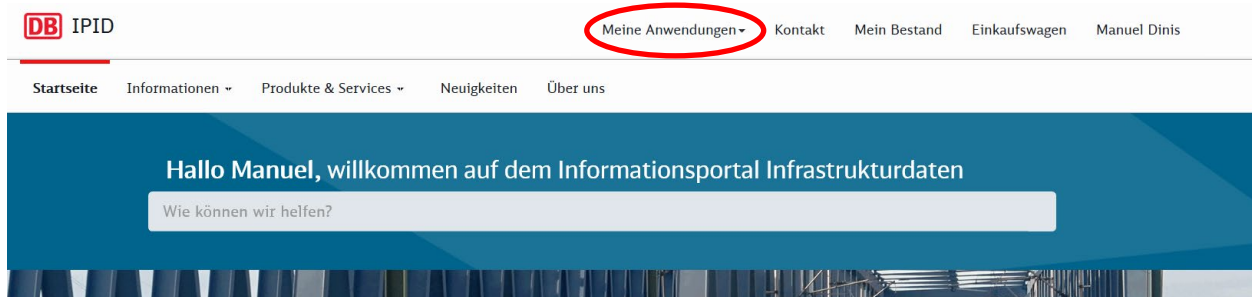 DB IPID
Meine Anwendungen Kontakt Mein Bestand Einkaufswagen Manuel Dinis
Startseite Informationen Produkte & Services Neuigkeiten Über uns
Hallo Manuel, willkommen auf dem Informationsportal Infrastrukturdaten
Wie können wir helfen?